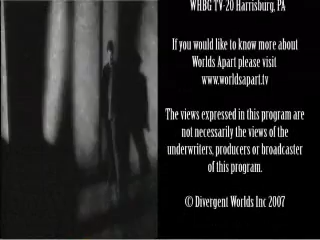 WHBG TV-20 Harrisburg, PA
If you would like to know more about
Worlds Apart please visit
www.worldsapart.tv
The views expressed in this program are
not necessarily the views of the
underwriters, producers or broadcaster
of this program.
© Divergent Worlds Inc 2007